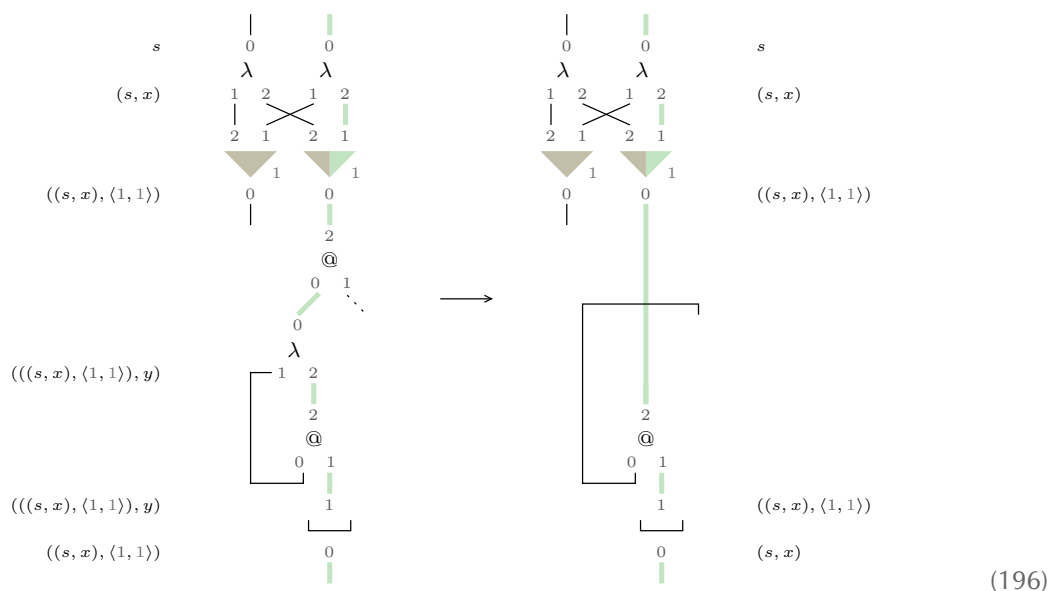 s 0 0 0 0 s
λ λ λ λ
(s, x) 1 2 1 2 1 2 1 2 (s, x)
2 1 2 1 2 1 2 1
1 1 1 1
((s, x), ⟨1, 1⟩) 0 0 0 0 ((s, x), ⟨1, 1⟩)
2
@
0 1
0
λ
(((s, x), ⟨1, 1⟩), y) 1 2
2 2
@ @
0 1 0 1
(((s, x), ⟨1, 1⟩), y) 1 1 ((s, x), ⟨1, 1⟩)
((s, x), ⟨1, 1⟩) 0 0 (s, x)
(196)